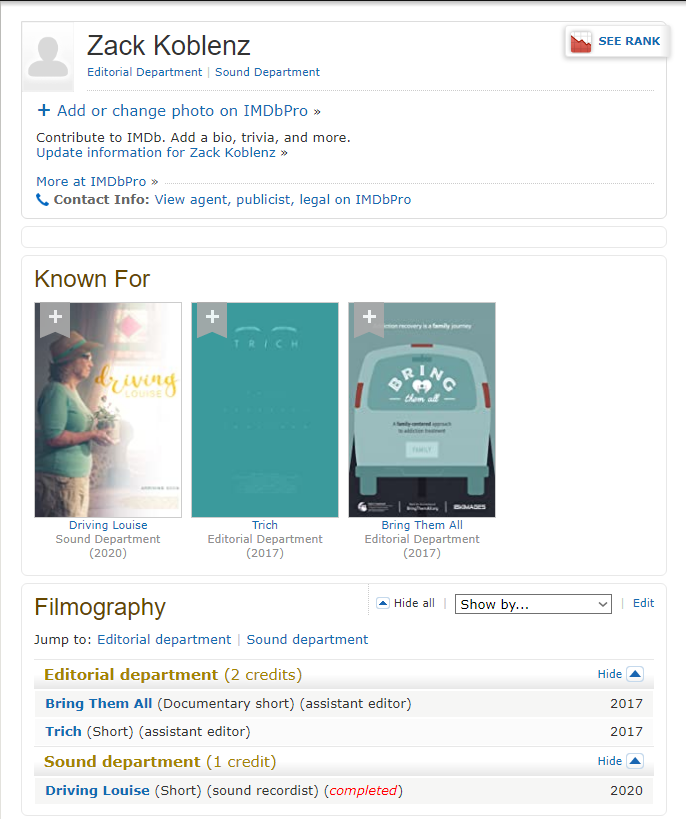 Zack Koblenz
SEE RANK
Editorial Department | Sound Department
+ Add or change photo on IMDbPro »
Contribute to IMDb. Add a bio, trivia, and more.
Update information for Zack Koblenz »
More at IMDbPro »
Contact Info: View agent, publicist, legal on IMDbPro
Known For
driving
LOUISE
TRICH
addiction recovery is a family journey
BRING
them all
A family-centered approach
to addiction treatment
FAMILY
Driving Louise
Sound Department
(2020)
Trich
Editorial Department
(2017)
Bring Them All
Editorial Department
(2017)
Filmography
Hide all | Show by... | Edit
Jump to: Editorial department | Sound department
Editorial department (2 credits) Hide
Bring Them All (Documentary short) (assistant editor) 2017
Trich (Short) (assistant editor) 2017
Sound department (1 credit) Hide
Driving Louise (Short) (sound recordist) (completed) 2020